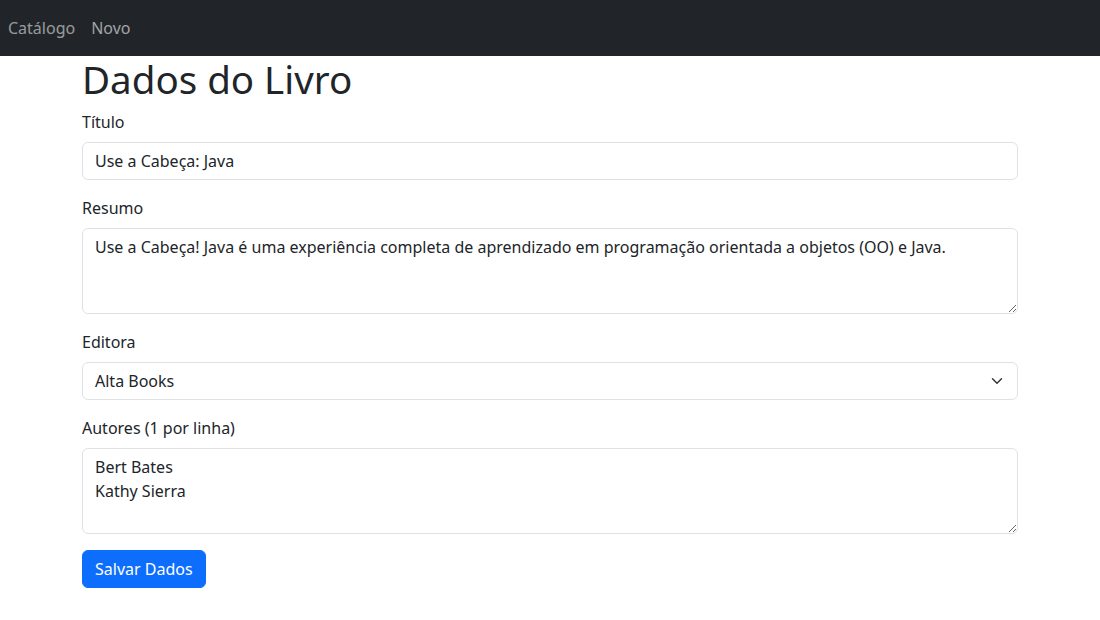 Catálogo Novo
Dados do Livro
Título
Use a Cabeça: Java
Resumo
Use a Cabeça! Java é uma experiência completa de aprendizado em programação orientada a objetos (OO) e Java.
Editora
Alta Books
Autores (1 por linha)
Bert Bates
Kathy Sierra
Salvar Dados